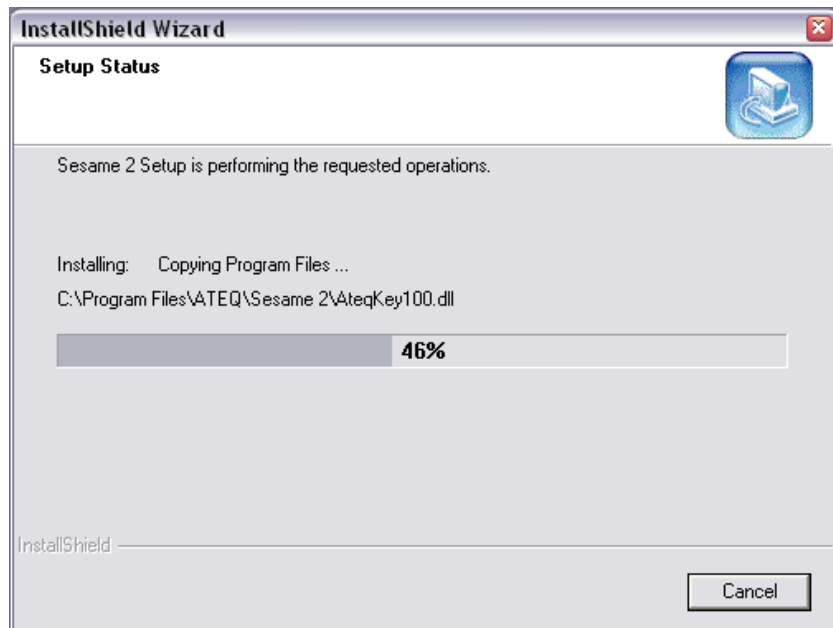 InstallShield Wizard
Setup Status
Sesame 2 Setup is performing the requested operations.
Installing: Copying Program Files ...
C:\Program Files\ATEQ\Sesame 2\AteqKey100.dll
46%
InstallShield
Cancel